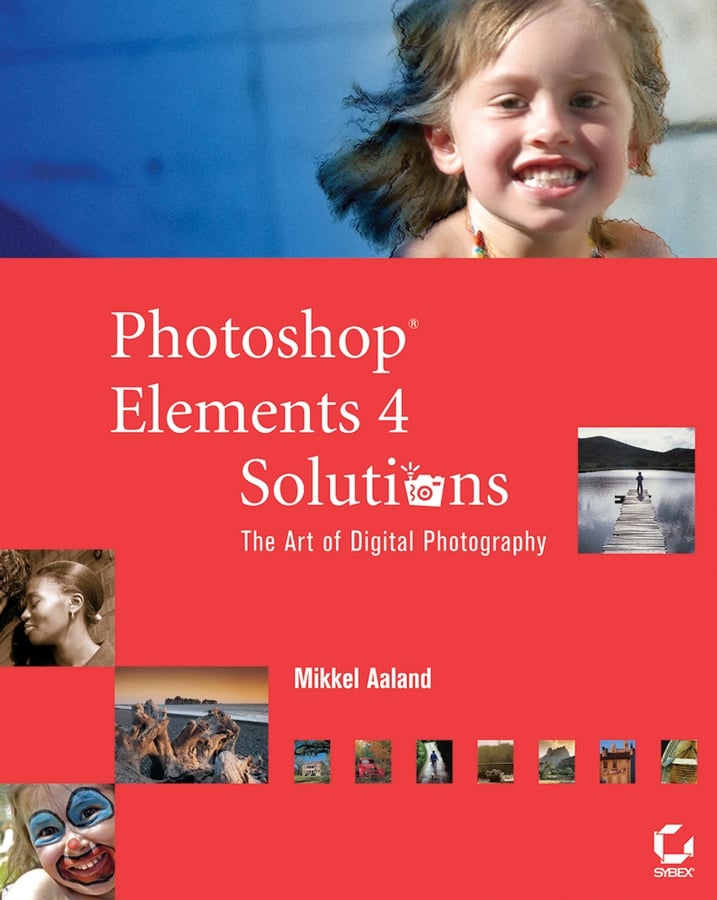 Photoshop®
Elements 4
Solutions
The Art of Digital Photography
Mikkel Aaland
SYBEX®